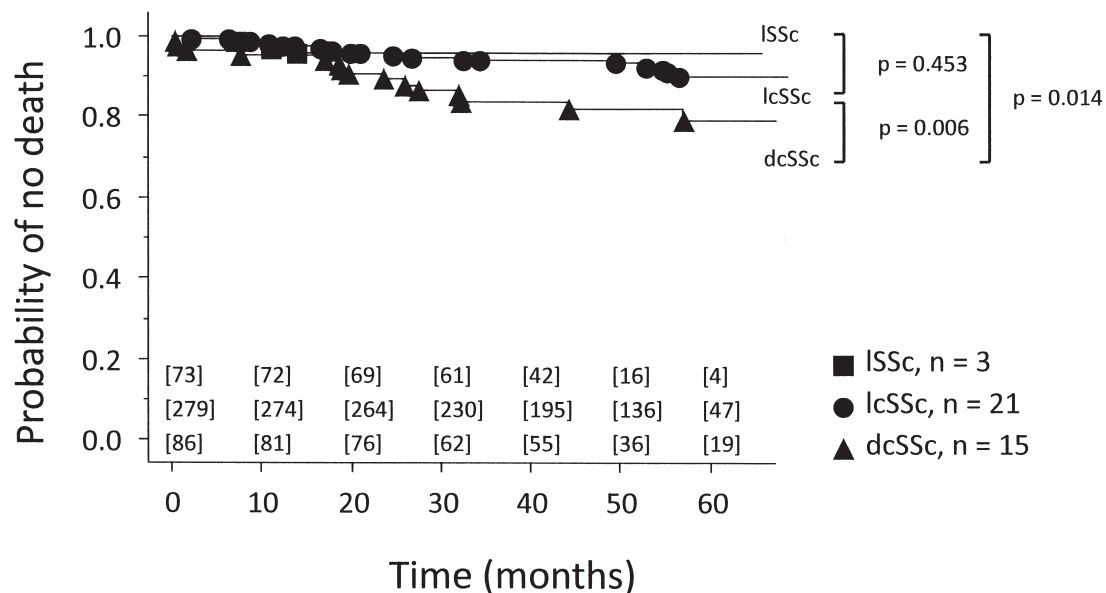 Probability of no death
1.0
0.8
0.6
0.4
0.2
0.0
lSSc
lcSSc
dcSSc
p = 0.453
p = 0.006
p = 0.014
[73] [72] [69] [61] [42] [16] [4]
[279] [274] [264] [230] [195] [136] [47]
[86] [81] [76] [62] [55] [36] [19]
lSSc, n = 3
lcSSc, n = 21
dcSSc, n = 15
0 10 20 30 40 50 60
Time (months)